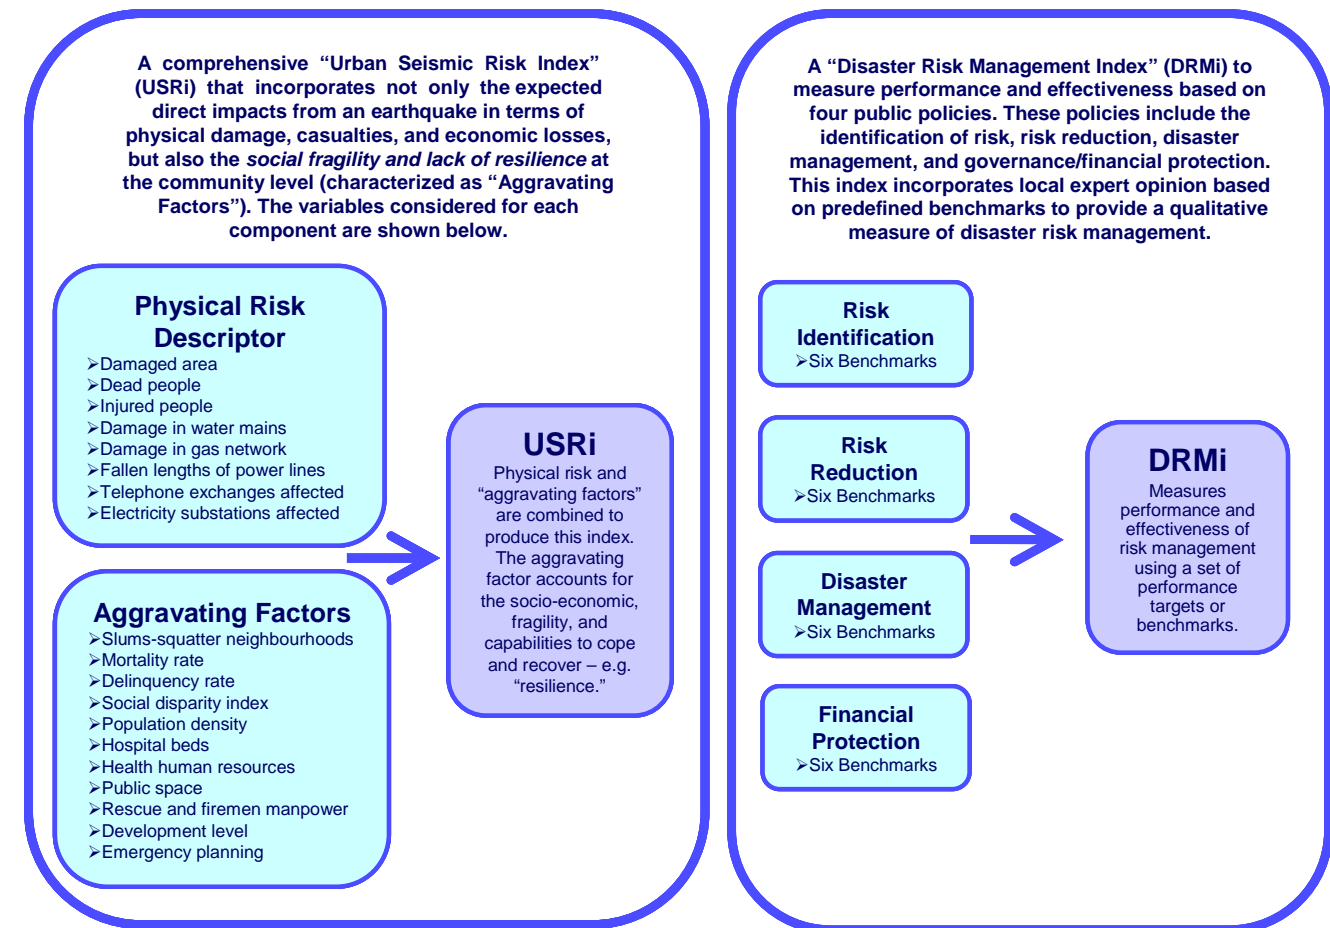 A comprehensive “Urban Seismic Risk Index”
(USRi) that incorporates not only the expected
direct impacts from an earthquake in terms of
physical damage, casualties, and economic losses,
but also the social fragility and lack of resilience at
the community level (characterized as “Aggravating
Factors”). The variables considered for each
component are shown below.
Physical Risk
Descriptor
➢Damaged area
➢Dead people
➢Injured people
➢Damage in water mains
➢Damage in gas network
➢Fallen lengths of power lines
➢Telephone exchanges affected
➢Electricity substations affected
Aggravating Factors
➢Slums-squatter neighbourhoods
➢Mortality rate
➢Delinquency rate
➢Social disparity index
➢Population density
➢Hospital beds
➢Health human resources
➢Public space
➢Rescue and firemen manpower
➢Development level
➢Emergency planning
USRi
Physical risk and
“aggravating factors”
are combined to
produce this index.
The aggravating
factor accounts for
the socio-economic,
fragility, and
capabilities to cope
and recover – e.g.
“resilience.”
A “Disaster Risk Management Index” (DRMi) to
measure performance and effectiveness based on
four public policies. These policies include the
identification of risk, risk reduction, disaster
management, and governance/financial protection.
This index incorporates local expert opinion based
on predefined benchmarks to provide a qualitative
measure of disaster risk management.
Risk
Identification
➢Six Benchmarks
Risk
Reduction
➢Six Benchmarks
Disaster
Management
➢Six Benchmarks
Financial
Protection
➢Six Benchmarks
DRMi
Measures
performance and
effectiveness of
risk management
using a set of
performance
targets or
benchmarks.